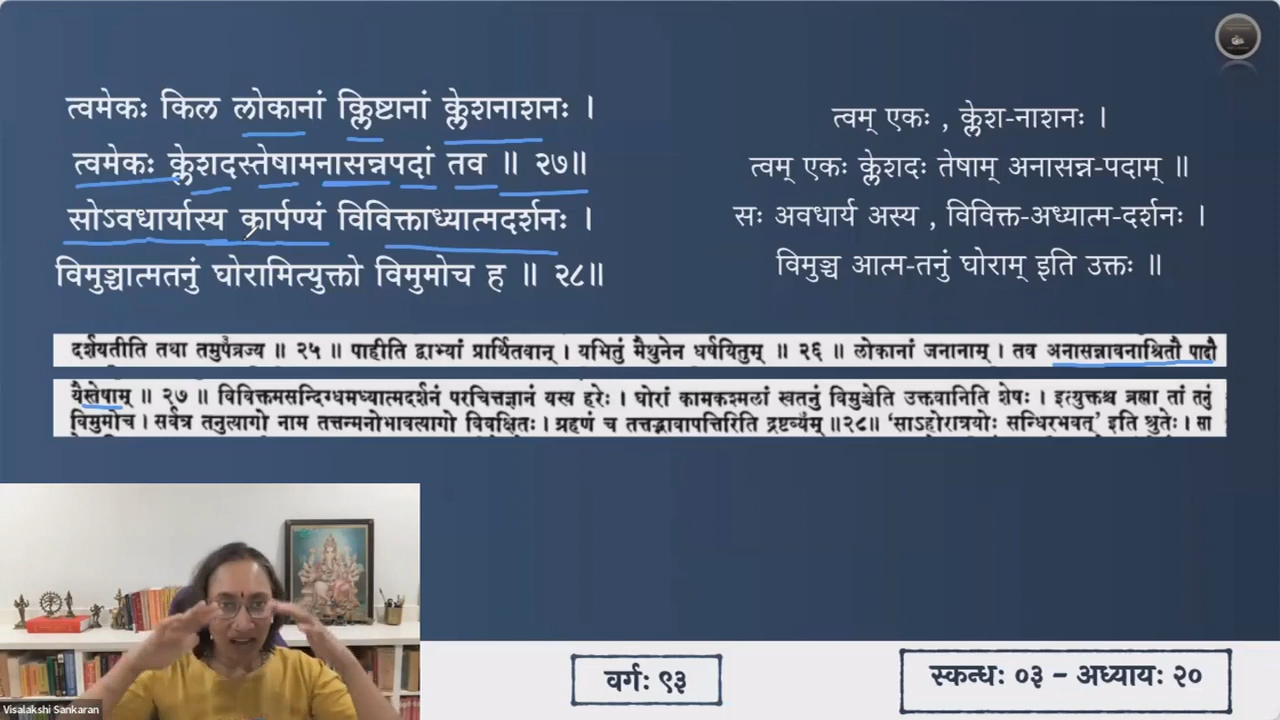 त्वमेकः किल लोकानां क्लिष्टानां क्लेशनाशनः ।
त्वमेकः क्लेशदस्तेषामनासन्नपदां तव ॥ २७॥
सोऽवधार्यास्य कार्पण्यं विविक्ताध्यात्मदर्शनः ।
विमुञ्चात्मतनुं घोरामित्युक्तो विमुमोच ह ॥ २८॥
त्वम् एकः , क्लेश-नाशनः ।
त्वम् एकः क्लेशदः तेषाम् अनासन्न-पदाम् ॥
सः अवधार्य अस्य , विविक्त-अध्यात्म-दर्शनः ।
विमुञ्च आत्म-तनुं घोराम् इति उक्तः ॥
दर्शयतीति तथा तमुपव्रज्य ॥ २५ ॥ पाहीति द्वाभ्यां प्रार्थितवान् । यभितुं मैथुनेन धर्षयितुम् ॥ २६ ॥ लोकानां जनानाम् । तव अनासन्नावनाश्रितौ पादौ
यैस्तेषाम् ॥ २७ ॥ विविक्तमसन्दिग्धमध्यात्मदर्शनं परचित्तज्ञानं यस्य हरेः । घोरां कामकश्मलां स्वतनुं विमुञ्चेति उक्तवानिति शेषः । इत्युक्तश्च ब्रह्मा तां तनुं
विमुमोच । सर्वत्र तनुत्यागो नाम तत्तन्मनोभावत्यागो विवक्षितः । ग्रहणं च तत्तद्भावापत्तिरिति द्रष्टव्यम् ॥२८॥ ‘साऽहोरात्रयोः सन्धिरभवत्’ इति श्रुतेः । सा
Visalakshi Sankaran
वर्गः ९३
स्कन्धः ०३ – अध्यायः २०